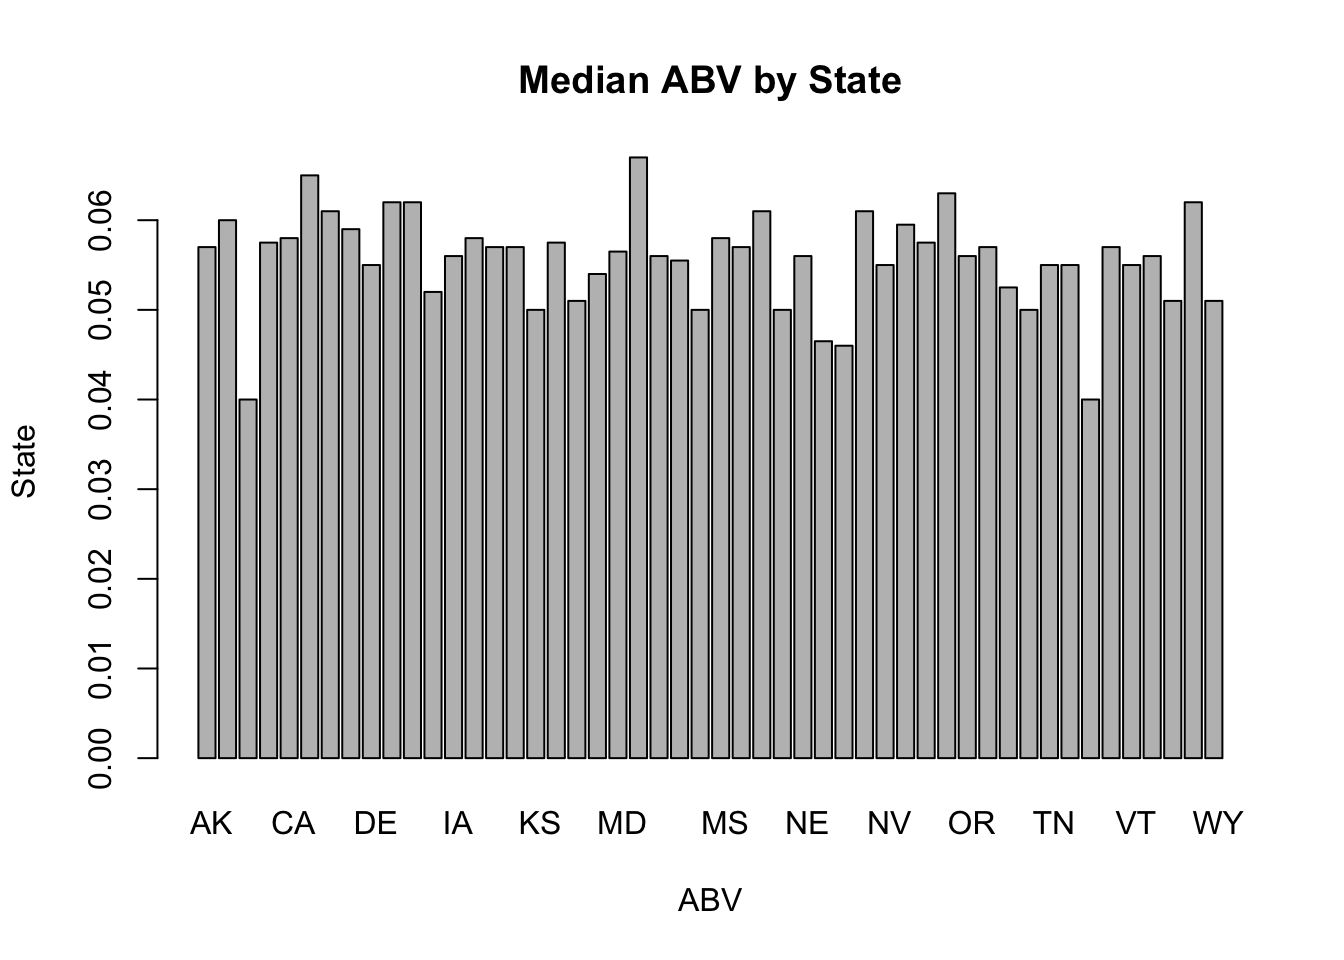 Median ABV by State
State
0.06
0.05
0.04
0.03
0.02
0.01
0.00
AK CA DE IA KS MD MS NE NV OR TN VT WY
ABV